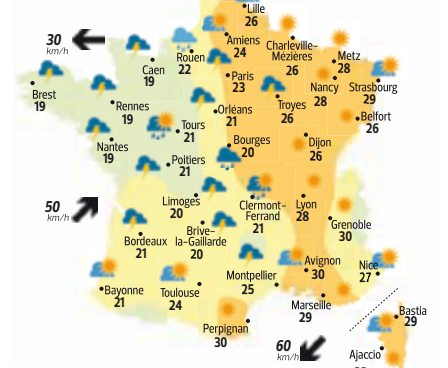 Lille
26
30
km/h
Amiens
24
Charleville-
Mézières
26
Rouen
22
Metz
28
Caen
19
Paris
23
Nancy
28
Strasbourg
29
Brest
19
Rennes
19
Orléans
21
Troyes
26
Belfort
26
Tours
21
Nantes
19
Bourges
20
Dijon
26
Poitiers
21
Limoges
20
Clermont-
Ferrand
21
Lyon
28
50
km/h
Grenoble
30
Bordeaux
21
Brive-
la-Gaillarde
20
Avignon
30
Nice
27
Montpellier
25
Bayonne
21
Toulouse
24
Marseille
29
Bastia
29
Perpignan
30
60
km/h
Ajaccio